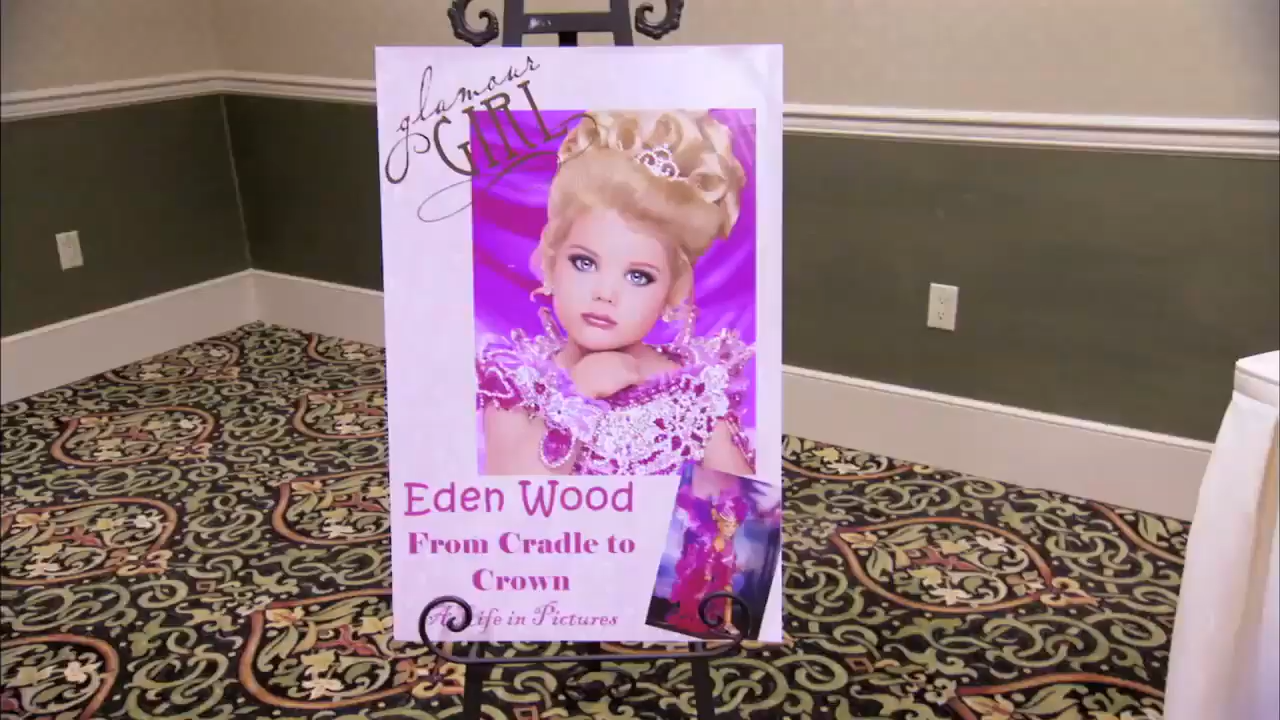 glamour
GIRL
Eden Wood
From Cradle to
Crown
A Life in Pictures